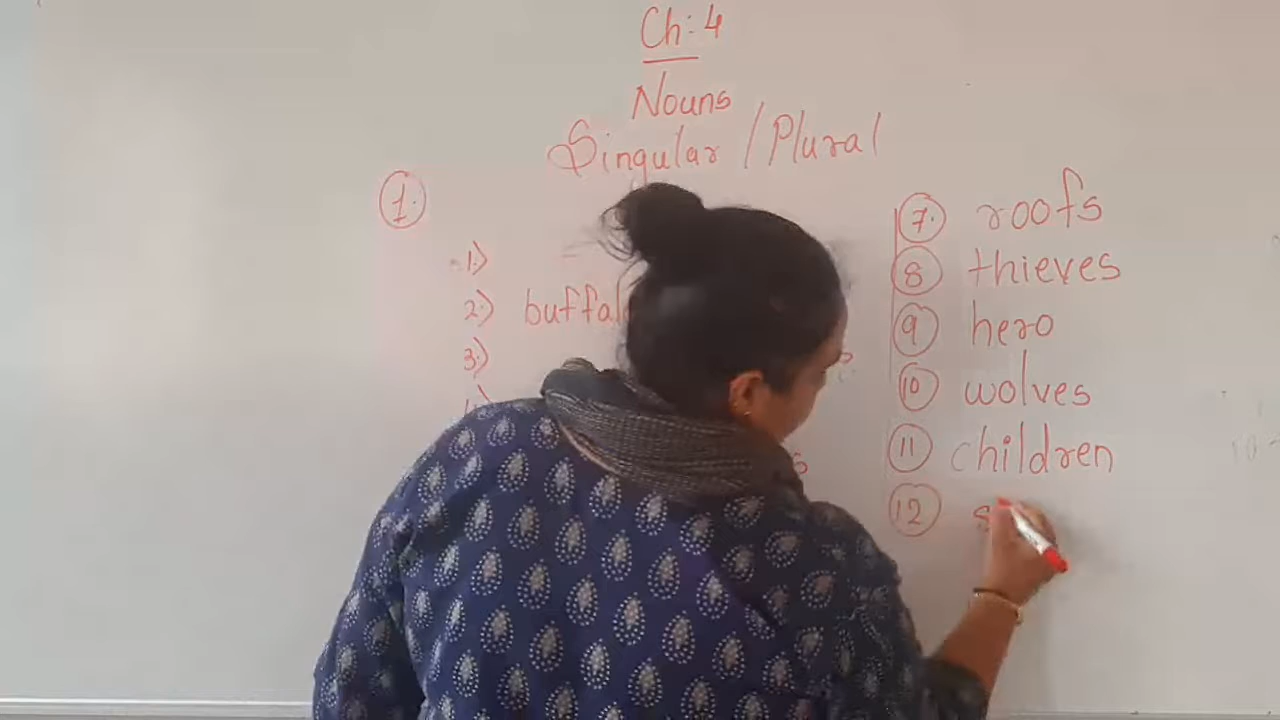 Ch:4
Nouns
Singular / Plural
1.
1.)
2.)
3.)
7. roofs
8 thieves
9 hero
10 wolves
11 children
12 s